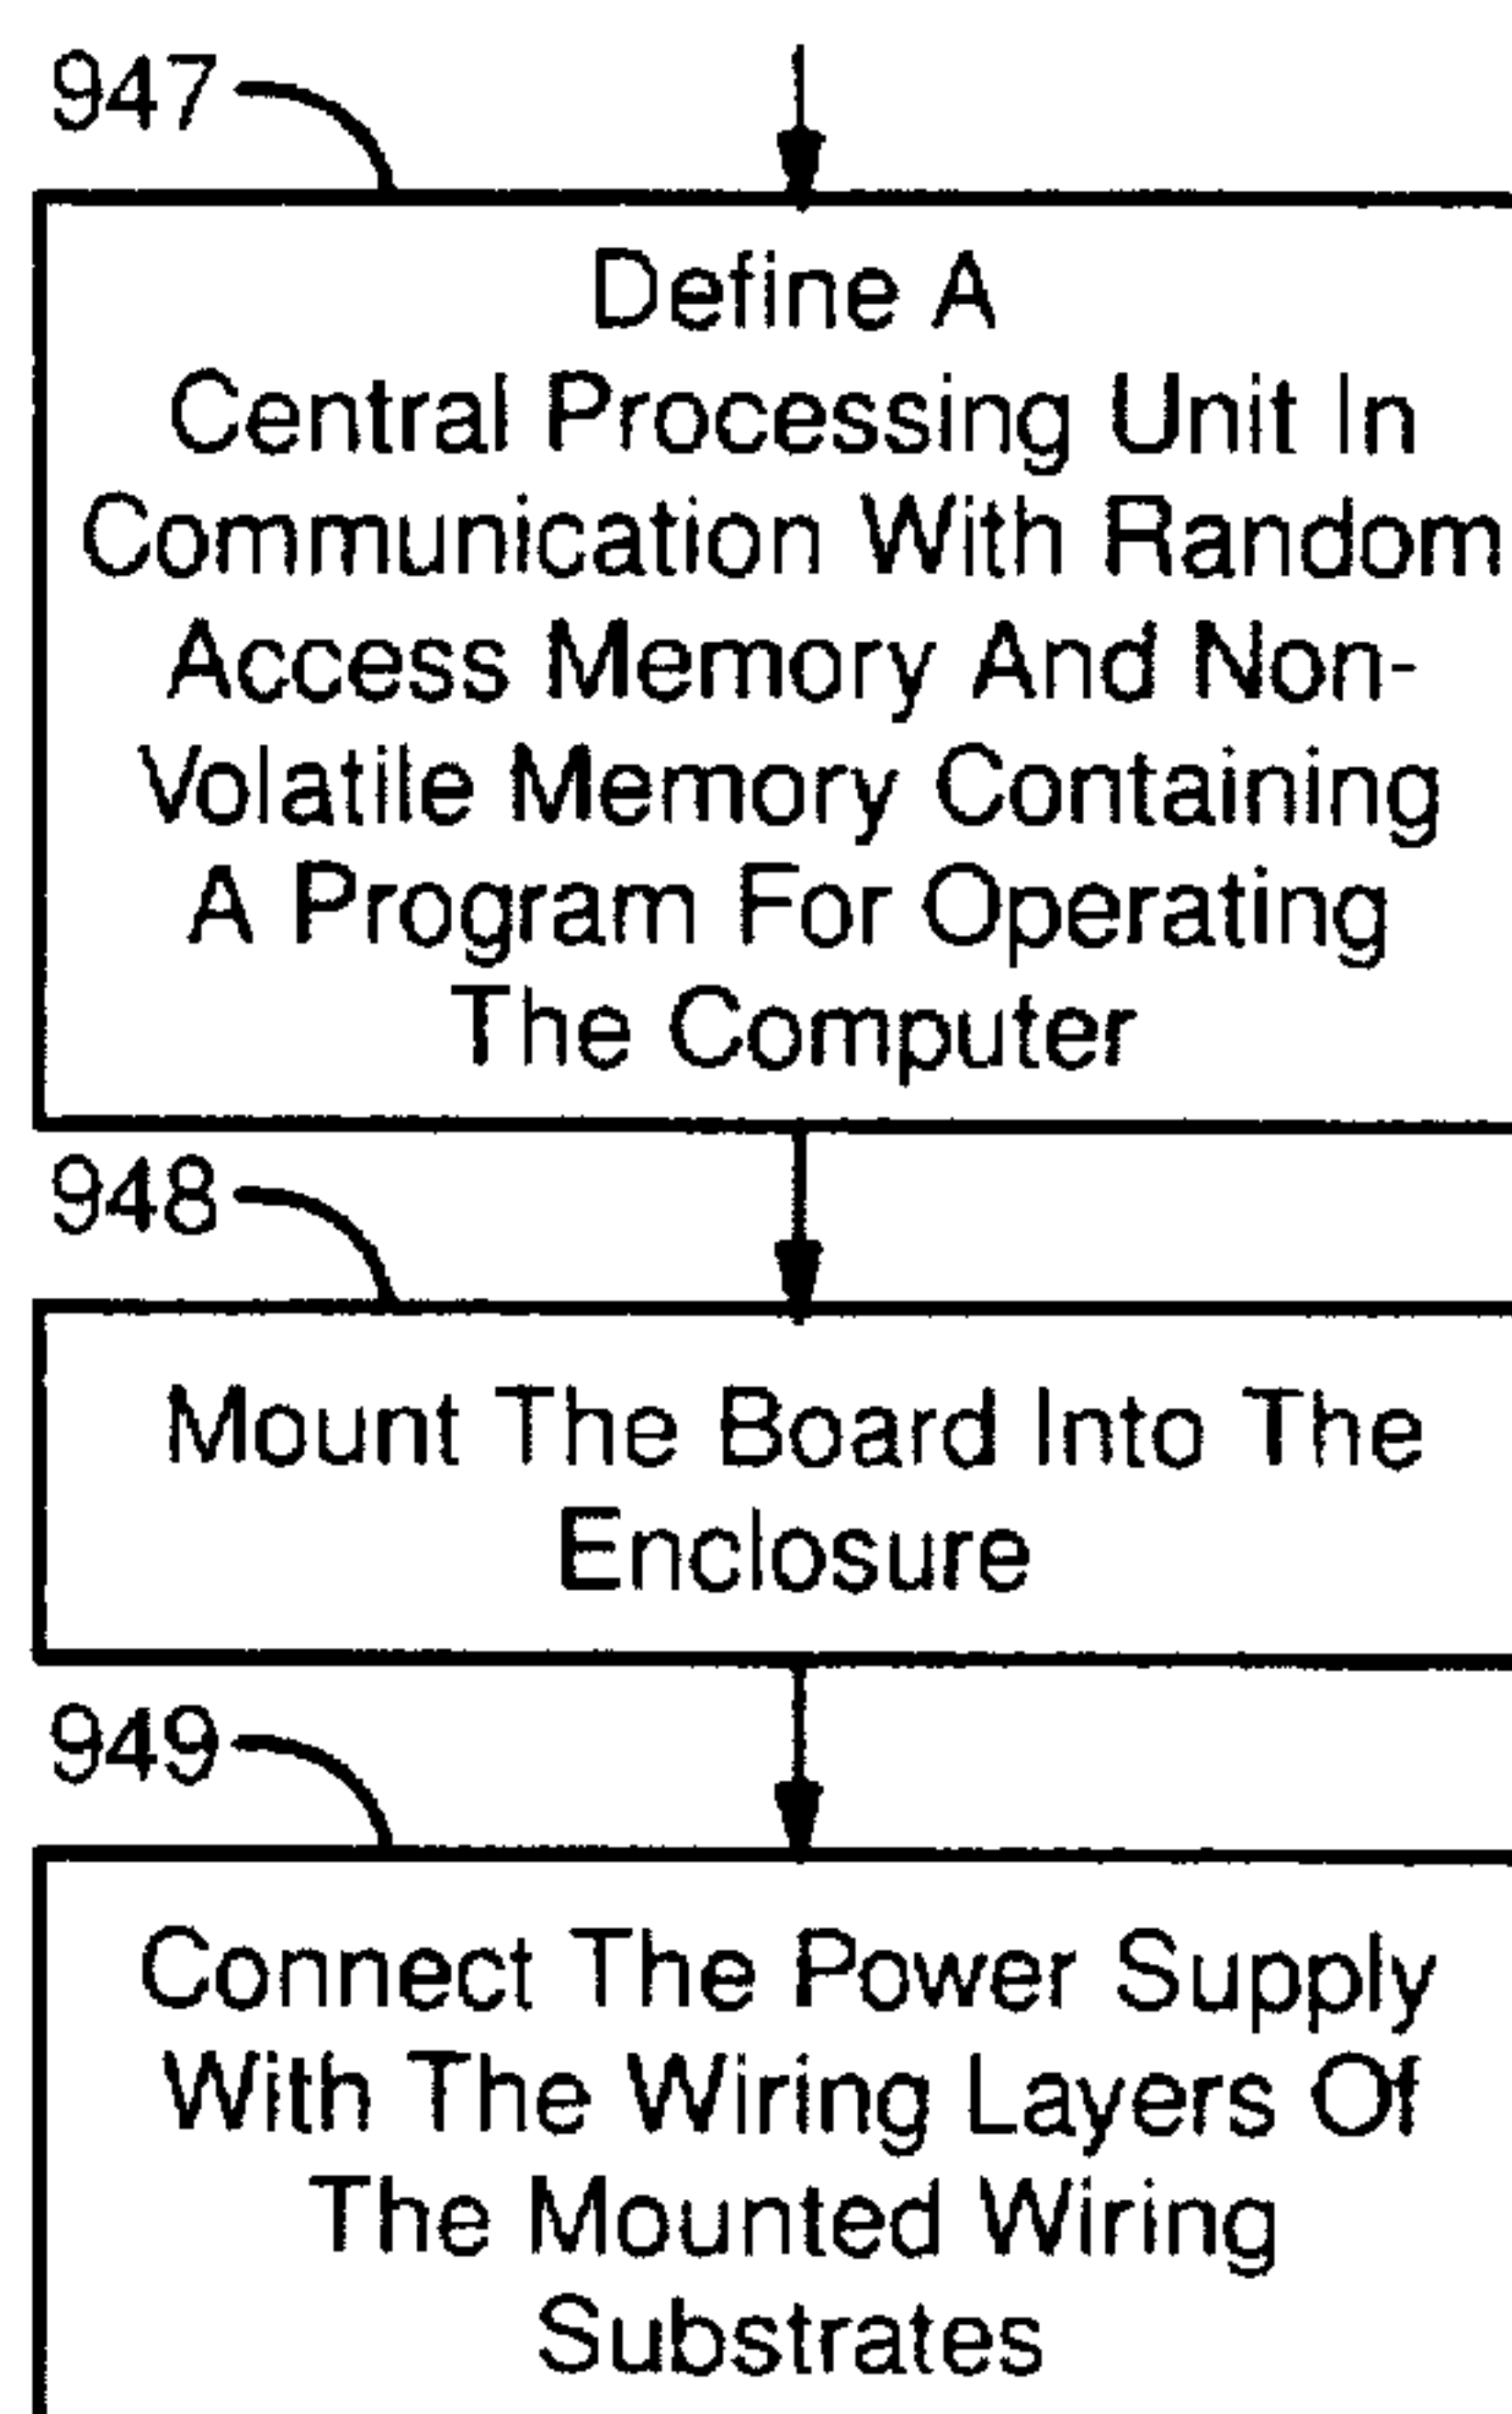 947
Define A
Central Processing Unit In
Communication With Random
Access Memory And Non-
Volatile Memory Containing
A Program For Operating
The Computer
948
Mount The Board Into The
Enclosure
949
Connect The Power Supply
With The Wiring Layers Of
The Mounted Wiring
Substrates